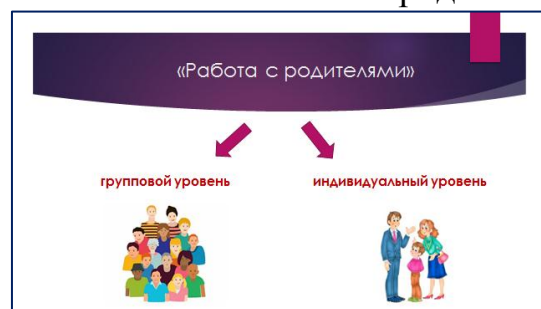 «Работа с родителями»
групповой уровень
индивидуальный уровень